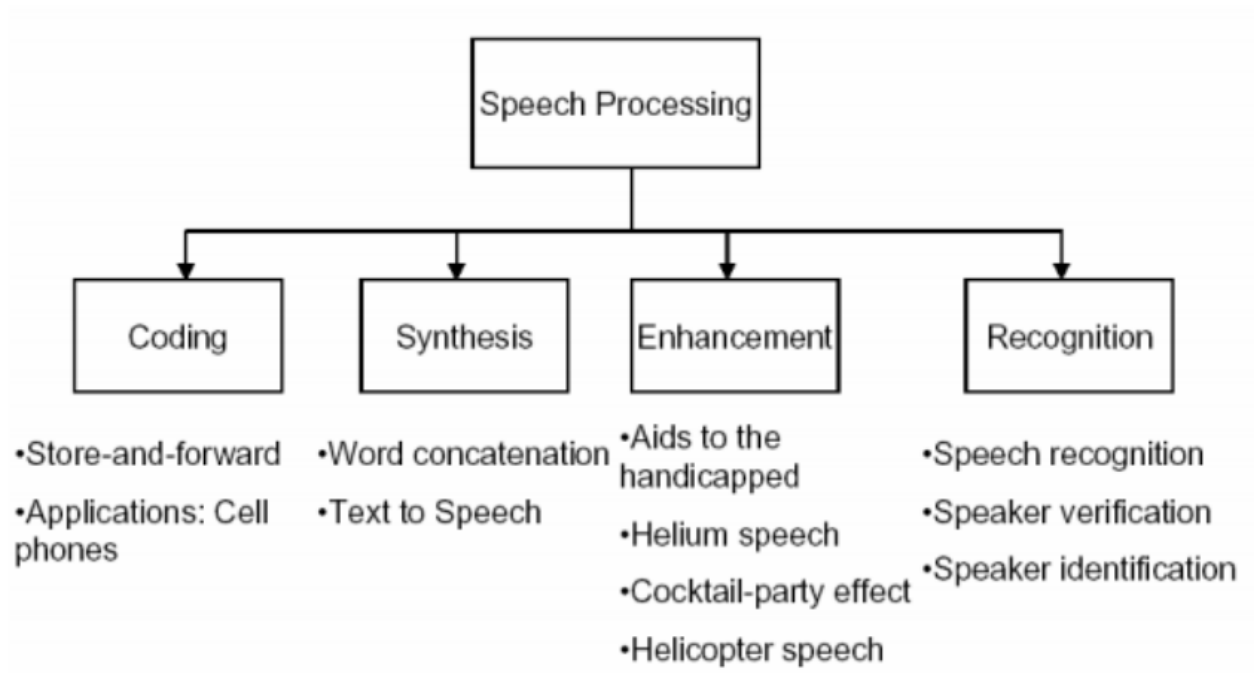 Speech Processing
Coding
Synthesis
Enhancement
Recognition
•Store-and-forward
•Applications: Cell
phones
•Word concatenation
•Text to Speech
•Aids to the
handicapped
•Helium speech
•Cocktail-party effect
•Helicopter speech
•Speech recognition
•Speaker verification
•Speaker identification